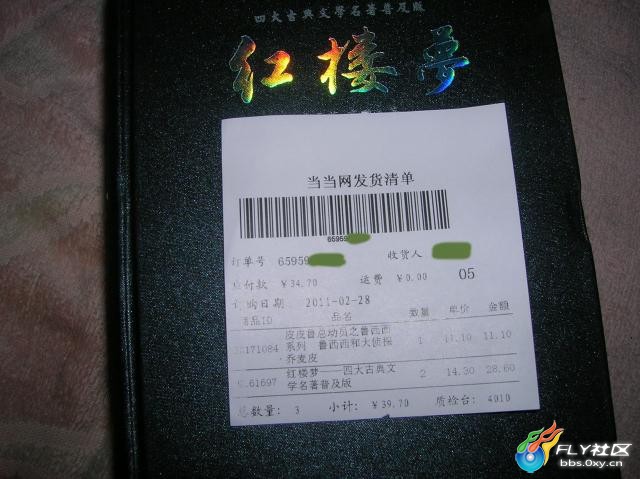 四大古典文學名著普及版
红楼梦
当当网发货清单
65959
订单号 65959 收货人
应付款 ￥34.70 运费 ￥0.00 05
订购日期 2011-02-28
商品ID 品名 数量 单价 金额
皮皮鲁总动员之鲁西西
171084 系列 鲁西西和大侦探 1 11.10 11.10
乔麦皮
红楼梦——四大古典文
61697 学名著普及版 2 14.30 28.60
总数量: 3 小计: ￥39.70 质检台: 4010
FLY社区
bbs.0xy.cn